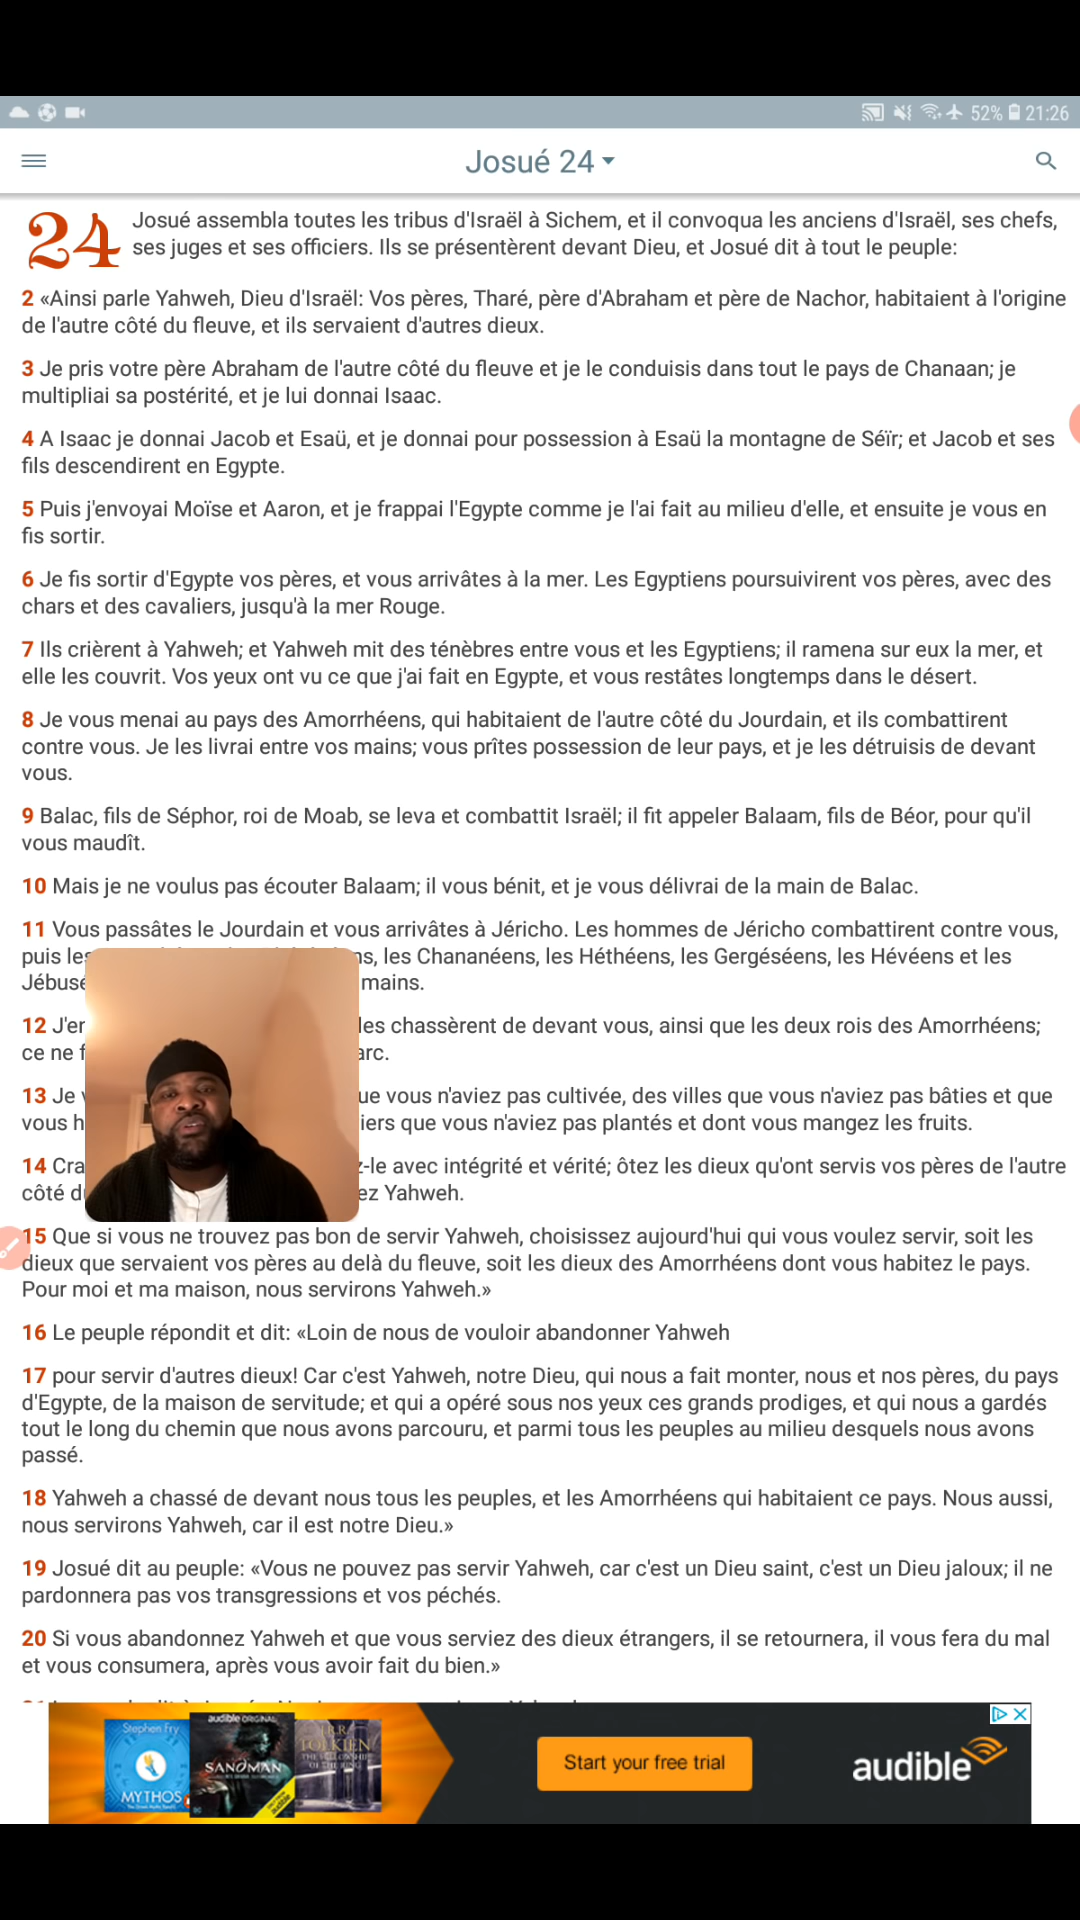 52% 21:26
Josué 24
24 Josué assembla toutes les tribus d'Israël à Sichem, et il convoqua les anciens d'Israël, ses chefs,
ses juges et ses officiers. Ils se présentèrent devant Dieu, et Josué dit à tout le peuple:
2 «Ainsi parle Yahweh, Dieu d'Israël: Vos pères, Tharé, père d'Abraham et père de Nachor, habitaient à l'origine
de l'autre côté du fleuve, et ils servaient d'autres dieux.
3 Je pris votre père Abraham de l'autre côté du fleuve et je le conduisis dans tout le pays de Chanaan; je
multipliai sa postérité, et je lui donnai Isaac.
4 A Isaac je donnai Jacob et Esaü, et je donnai pour possession à Esaü la montagne de Séïr; et Jacob et ses
fils descendirent en Egypte.
5 Puis j'envoyai Moïse et Aaron, et je frappai l'Egypte comme je l'ai fait au milieu d'elle, et ensuite je vous en
fis sortir.
6 Je fis sortir d'Egypte vos pères, et vous arrivâtes à la mer. Les Egyptiens poursuivirent vos pères, avec des
chars et des cavaliers, jusqu'à la mer Rouge.
7 Ils crièrent à Yahweh; et Yahweh mit des ténèbres entre vous et les Egyptiens; il ramena sur eux la mer, et
elle les couvrit. Vos yeux ont vu ce que j'ai fait en Egypte, et vous restâtes longtemps dans le désert.
8 Je vous menai au pays des Amorrhéens, qui habitaient de l'autre côté du Jourdain, et ils combattirent
contre vous. Je les livrai entre vos mains; vous prîtes possession de leur pays, et je les détruisis de devant
vous.
9 Balac, fils de Séphor, roi de Moab, se leva et combattit Israël; il fit appeler Balaam, fils de Béor, pour qu'il
vous maudît.
10 Mais je ne voulus pas écouter Balaam; il vous bénit, et je vous délivrai de la main de Balac.
11 Vous passâtes le Jourdain et vous arrivâtes à Jéricho. Les hommes de Jéricho combattirent contre vous,
puis les Chananéens, les Héthéens, les Gergéséens, les Hévéens et les
mains.
12 les chassèrent de devant vous, ainsi que les deux rois des Amorrhéens;
ce ne
13 Je vous n'aviez pas cultivée, des villes que vous n'aviez pas bâties et que
vous que vous n'aviez pas plantés et dont vous mangez les fruits.
14 -le avec intégrité et vérité; ôtez les dieux qu'ont servis vos pères de l'autre
côté Yahweh.
15 Que si vous ne trouvez pas bon de servir Yahweh, choisissez aujourd'hui qui vous voulez servir, soit les
dieux que servaient vos pères au delà du fleuve, soit les dieux des Amorrhéens dont vous habitez le pays.
Pour moi et ma maison, nous servirons Yahweh.»
16 Le peuple répondit et dit: «Loin de nous de vouloir abandonner Yahweh
17 pour servir d'autres dieux! Car c'est Yahweh, notre Dieu, qui nous a fait monter, nous et nos pères, du pays
d'Egypte, de la maison de servitude; et qui a opéré sous nos yeux ces grands prodiges, et qui nous a gardés
tout le long du chemin que nous avons parcouru, et parmi tous les peuples au milieu desquels nous avons
passé.
18 Yahweh a chassé de devant nous tous les peuples, et les Amorrhéens qui habitaient ce pays. Nous aussi,
nous servirons Yahweh, car il est notre Dieu.»
19 Josué dit au peuple: «Vous ne pouvez pas servir Yahweh, car c'est un Dieu saint, c'est un Dieu jaloux; il ne
pardonnera pas vos transgressions et vos péchés.
20 Si vous abandonnez Yahweh et que vous serviez des dieux étrangers, il se retournera, il vous fera du mal
et vous consumera, après vous avoir fait du bien.»
Stephen Fry
MYTHOS
audible ORIGINAL
SANDMAN
J.R.R.
TOLKIEN
THE FELLOWSHIP
OF THE RING
Start your free trial
audible